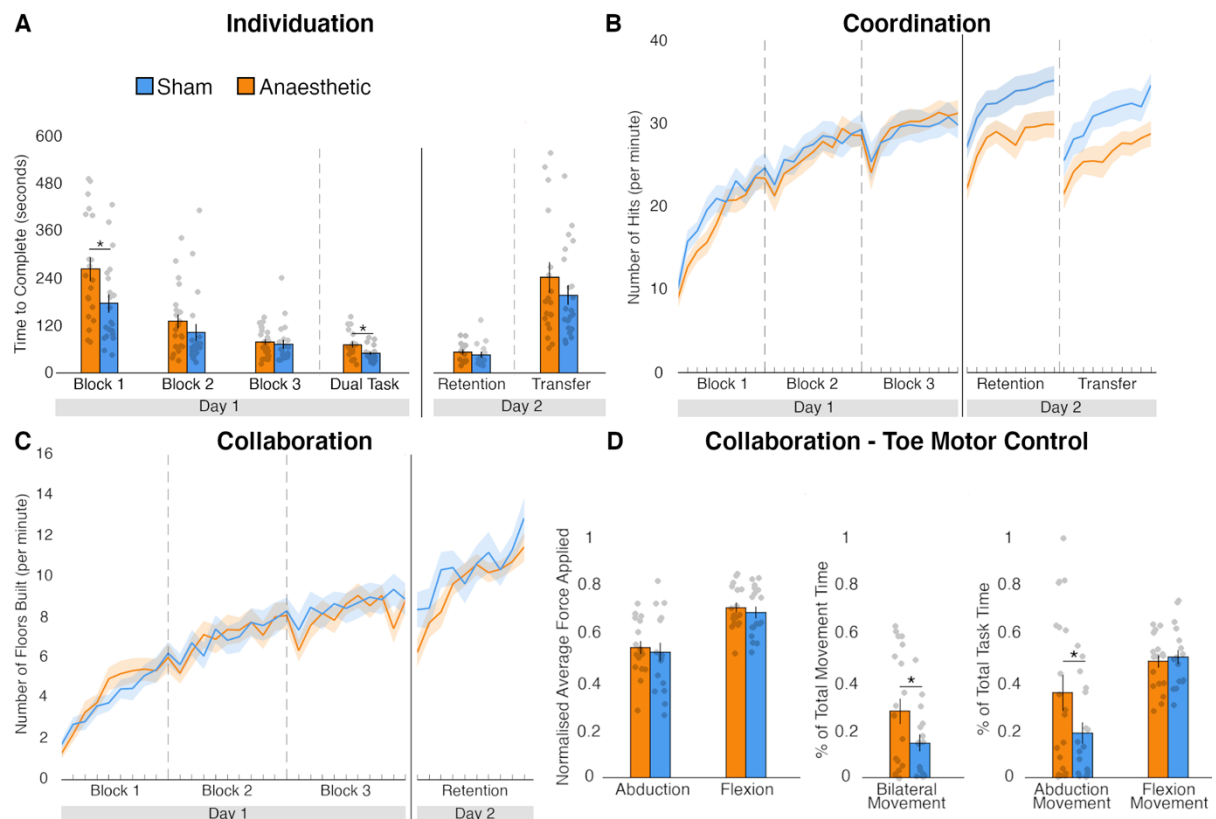 A
Individuation
Sham
Anaesthetic
Time to Complete (seconds)
600
480
360
240
120
0
*
*
Block 1
Block 2
Block 3
Dual Task
Retention
Transfer
Day 1
Day 2
B
Coordination
Number of Hits (per minute)
40
30
20
10
0
Block 1
Block 2
Block 3
Retention
Transfer
Day 1
Day 2
C
Collaboration
Number of Floors Built (per minute)
16
14
12
10
8
6
4
2
0
Block 1
Block 2
Block 3
Retention
Day 1
Day 2
D
Collaboration - Toe Motor Control
Normalised Average Force Applied
1
0.8
0.6
0.4
0.2
0
Abduction
Flexion
% of Total Movement Time
1
0.8
0.6
0.4
0.2
0
*
Bilateral
Movement
% of Total Task Time
1
0.8
0.6
0.4
0.2
0
*
Abduction
Movement
Flexion
Movement